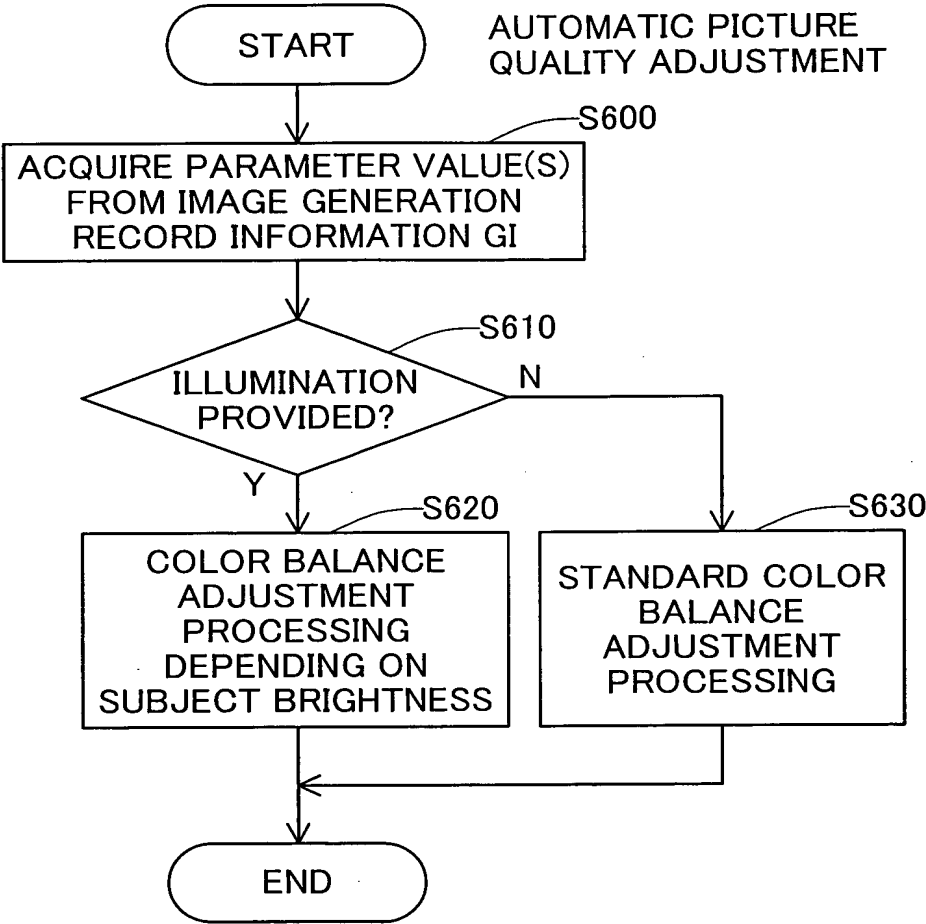 START
AUTOMATIC PICTURE
QUALITY ADJUSTMENT
S600
ACQUIRE PARAMETER VALUE(S)
FROM IMAGE GENERATION
RECORD INFORMATION GI
S610
ILLUMINATION
PROVIDED?
N
Y
S620
COLOR BALANCE
ADJUSTMENT
PROCESSING
DEPENDING ON
SUBJECT BRIGHTNESS
S630
STANDARD COLOR
BALANCE
ADJUSTMENT
PROCESSING
END